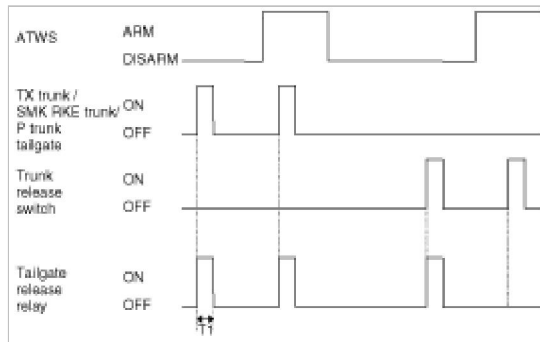 ATWS
ARM
DISARM
TX trunk /
SMK RKE trunk/
P trunk
tailgate
ON
OFF
Trunk
release
switch
ON
OFF
Tailgate
release
relay
ON
OFF
T1